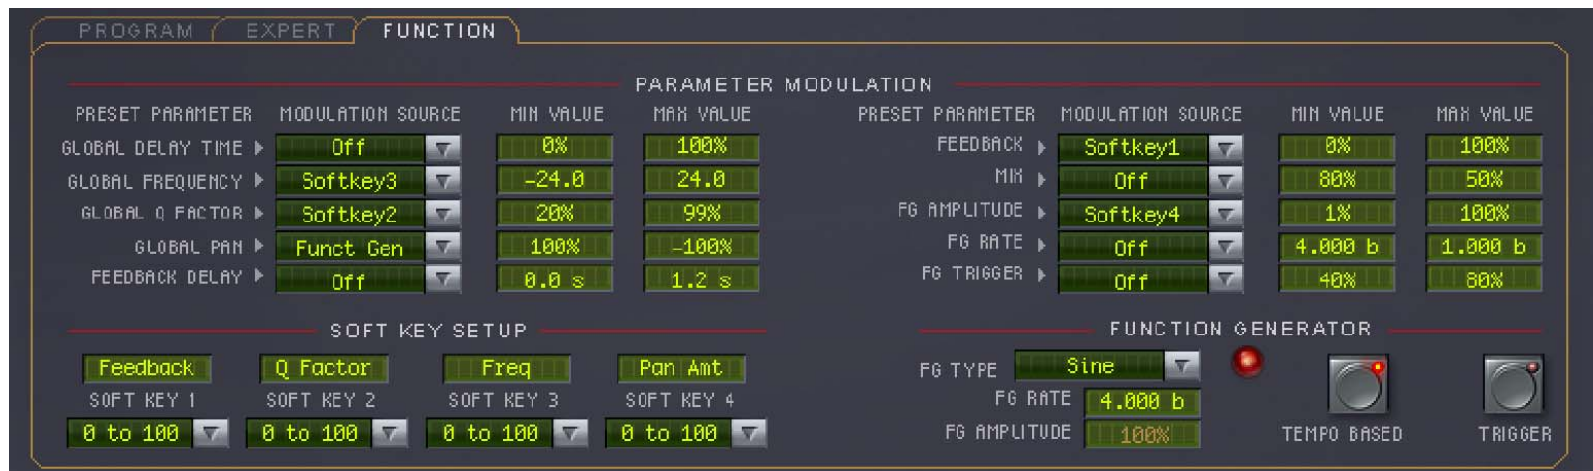 PROGRAM EXPERT FUNCTION
PARAMETER MODULATION
PRESET PARAMETER MODULATION SOURCE MIN VALUE MAX VALUE PRESET PARAMETER MODULATION SOURCE MIN VALUE MAX VALUE
GLOBAL DELAY TIME Off 0% 100% FEEDBACK Softkey1 0% 100%
GLOBAL FREQUENCY Softkey3 -24.0 24.0 MIX Off 80% 50%
GLOBAL Q FACTOR Softkey2 20% 99% FG AMPLITUDE Softkey4 1% 100%
GLOBAL PAN Funct Gen 100% -100% FG RATE Off 4.000 b 1.000 b
FEEDBACK DELAY Off 0.0 s 1.2 s FG TRIGGER Off 40% 80%
SOFT KEY SETUP FUNCTION GENERATOR
Feedback Q Factor Freq Pan Amt FG TYPE Sine
SOFT KEY 1 SOFT KEY 2 SOFT KEY 3 SOFT KEY 4 FG RATE 4.000 b
0 to 100 0 to 100 0 to 100 0 to 100 FG AMPLITUDE 100% TEMPO BASED TRIGGER